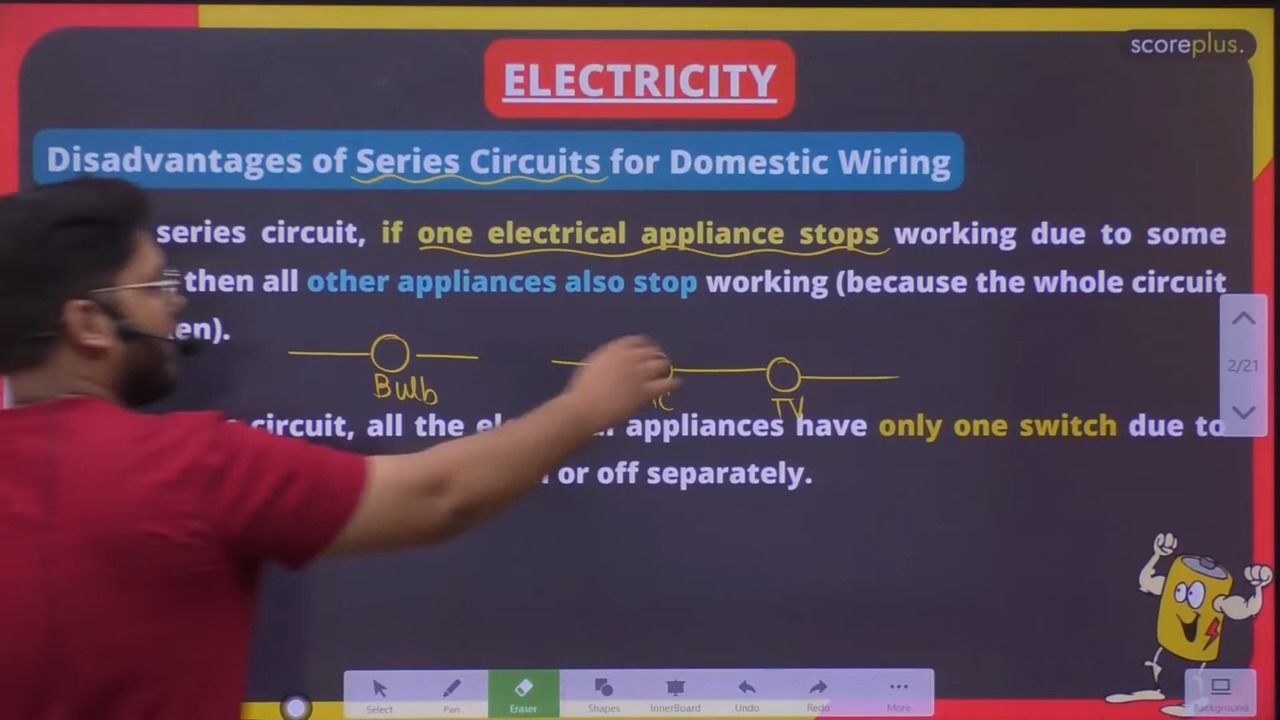 scoreplus.
ELECTRICITY
Disadvantages of Series Circuits for Domestic Wiring
series circuit, if one electrical appliance stops working due to some
then all other appliances also stop working (because the whole circuit
en).
Bulb
TV
circuit, all the appliances have only one switch due to
or off separately.
2/21
Select
Pen
Eraser
Shapes
InnerBoard
Undo
Redo
More
Background